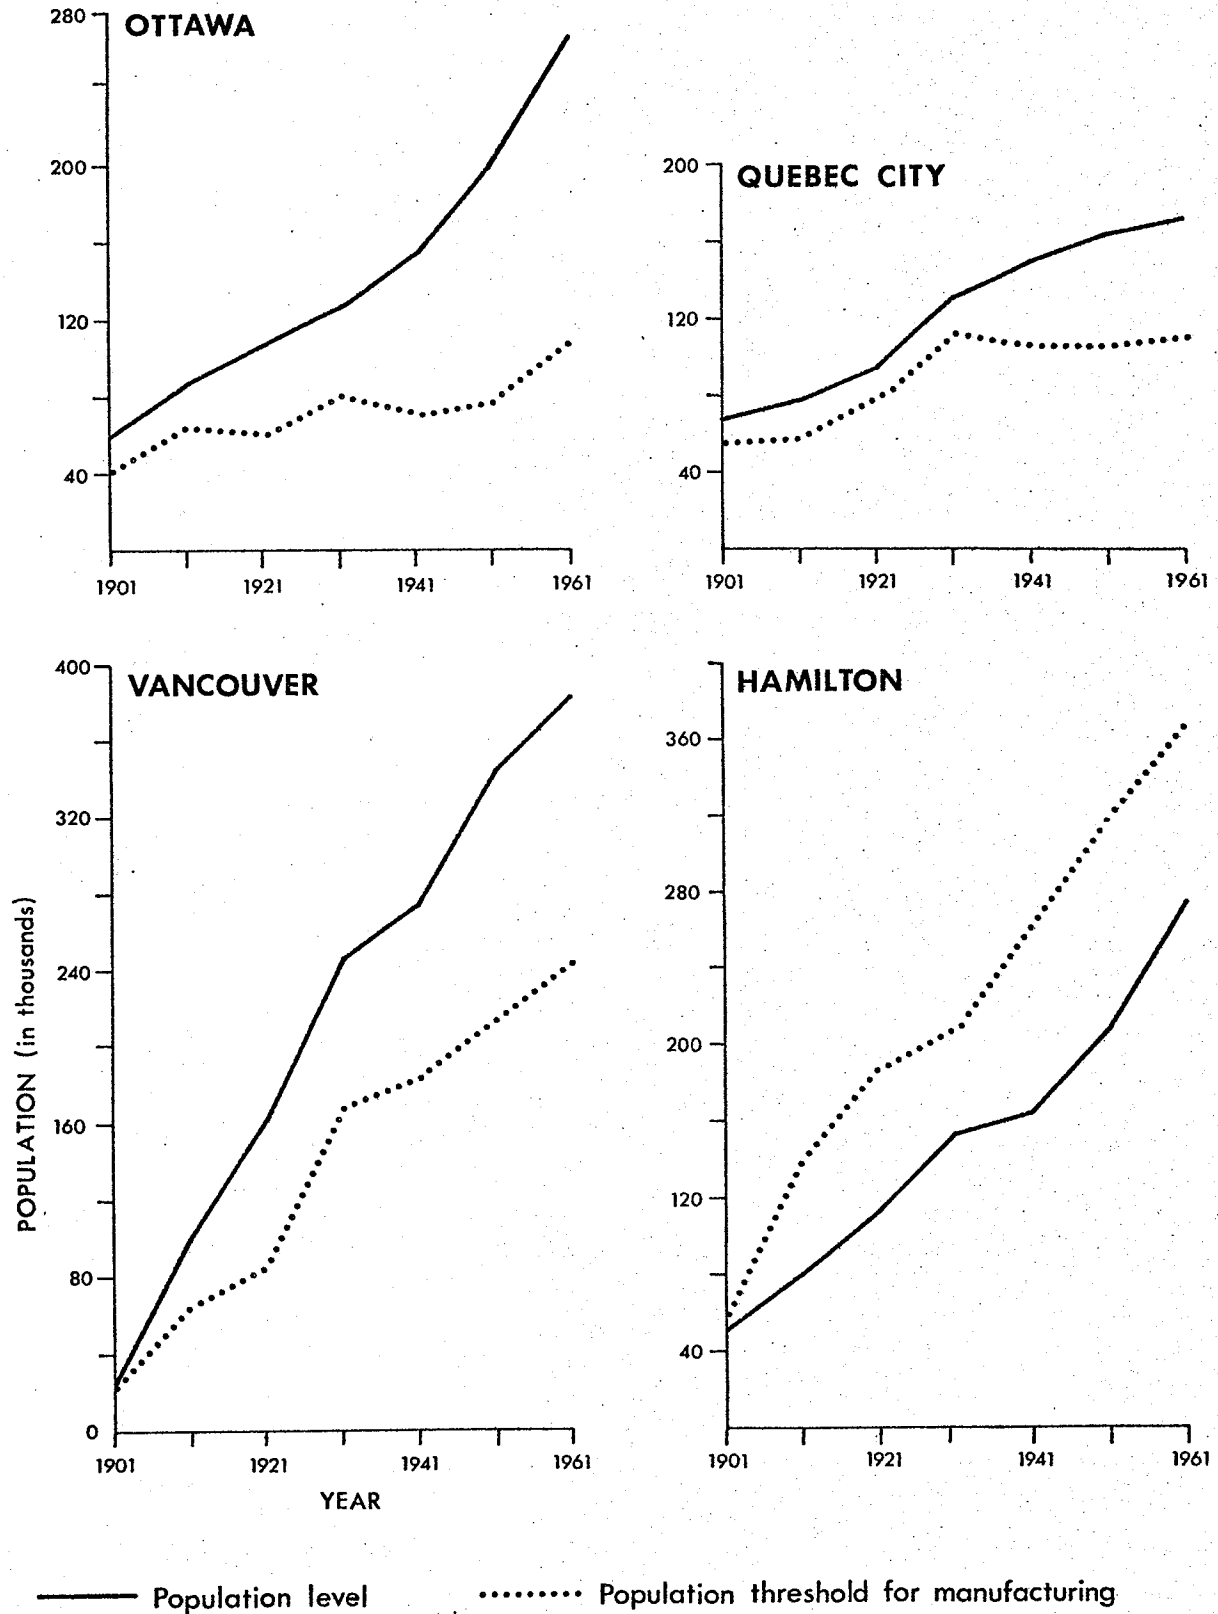 OTTAWA
280
200
120
40
1901 1921 1941 1961
QUEBEC CITY
200
120
40
1901 1921 1941 1961
VANCOUVER
400
320
240
160
80
0
1901 1921 1941 1961
POPULATION (in thousands)
YEAR
HAMILTON
360
280
200
120
40
1901 1921 1941 1961
Population level
Population threshold for manufacturing